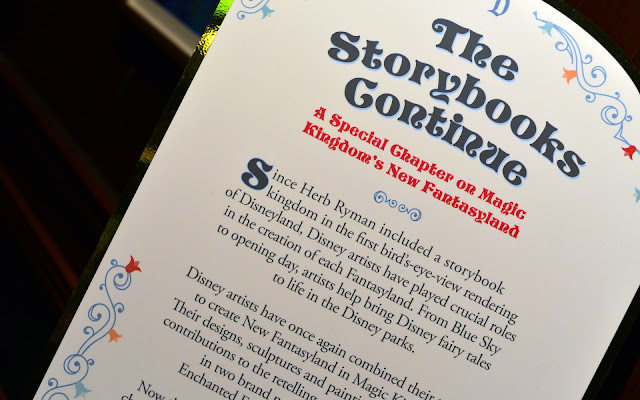 D
The
Storybooks
Continue
A Special Chapter on Magic
Kingdom's New Fantasyland
Since Herb Ryman included a storybook
kingdom in the first bird's-eye-view rendering
of Disneyland. Disney artists have played crucial roles
in the creation of each Fantasyland. From Blue Sky
to opening day, artists help bring Disney fairy tales
to life in the Disney parks.
Disney artists have once again combined their
to create New Fantasyland in Magic
Their designs, sculptures and
contributions to the retelling
in two brand
Enchanted